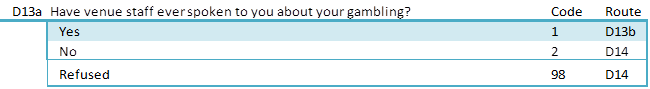 D13a Have venue staff ever spoken to you about your gambling? Code Route
Yes 1 D13b
No 2 D14
Refused 98 D14